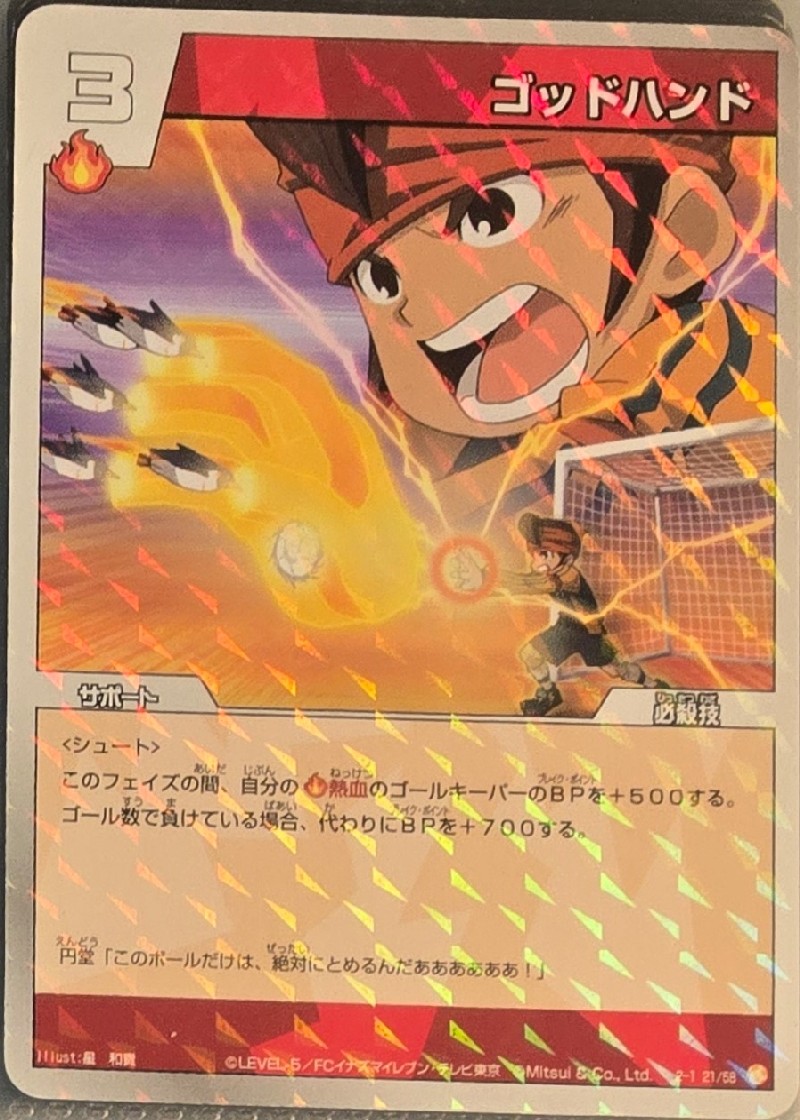 3
ゴッドハンド
サポート
必殺技
<シュート>
このフェイズの間、自分の熱血のゴールキーパーのBPを+500する。
ゴール数で負けている場合、代わりにBPを+700する。
円堂「このボールだけは、絶対にとめるんだあああああああ！」
Illust:星 和貴
©LEVEL-5/FCイナズマイレブン・テレビ東京 ©Mitsui & Co., Ltd. 2-1 21/68